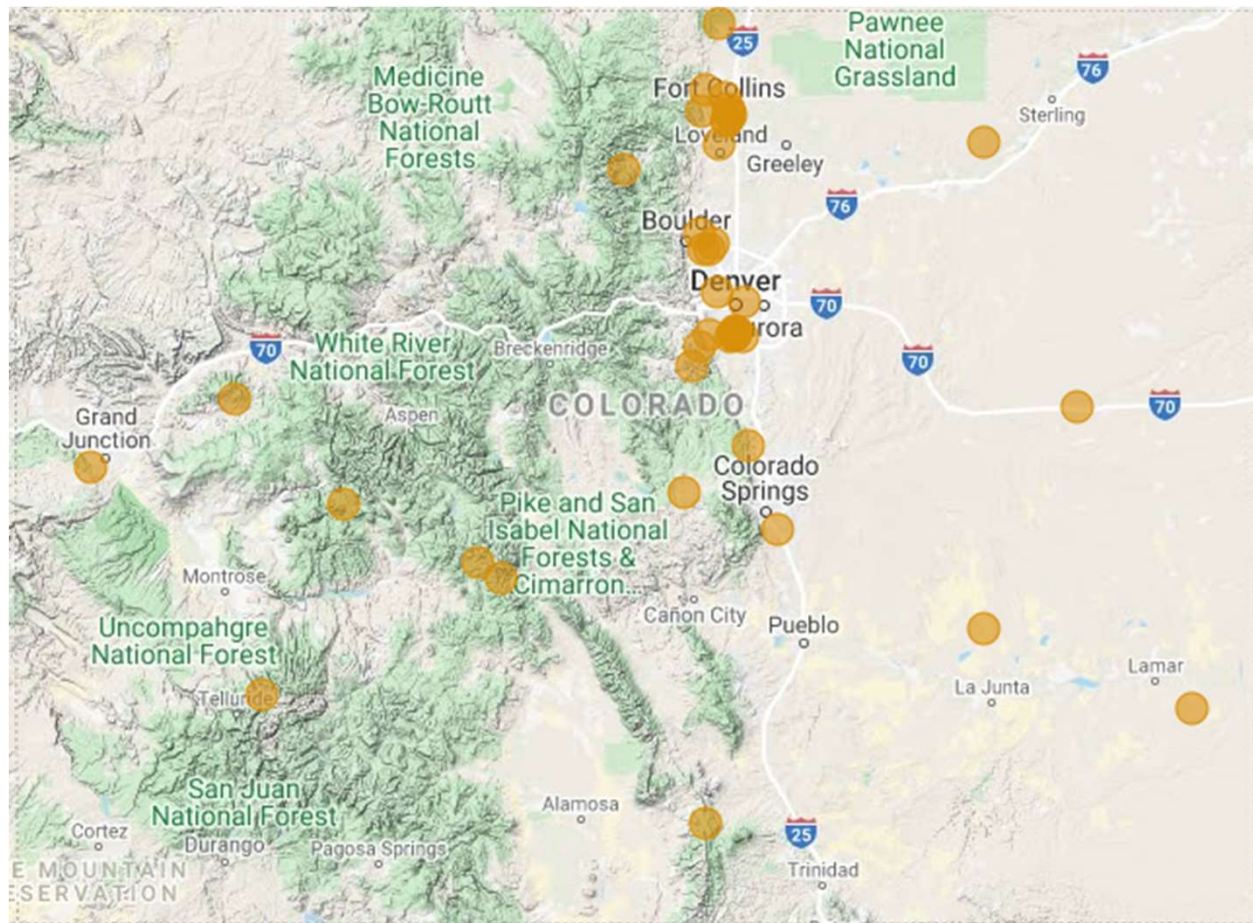 Pawnee
National
Grassland
25
76
Medicine
Bow-Routt
National
Forests
Fort Collins
Sterling
Loveland
Greeley
76
Boulder
Denver
70
Aurora
70
White River
National Forest
Breckenridge
70
70
Aspen
COLORADO
Grand
Junction
Colorado
Springs
Pike and San
Isabel National
Forests &
Cimarron...
Montrose
Cañon City
Pueblo
Uncompahgre
National Forest
Lamar
La Junta
Telluride
San Juan
National Forest
Alamosa
25
Cortez
Durango
Pagosa Springs
Trinidad
E MOUNTAIN
ESERVATION